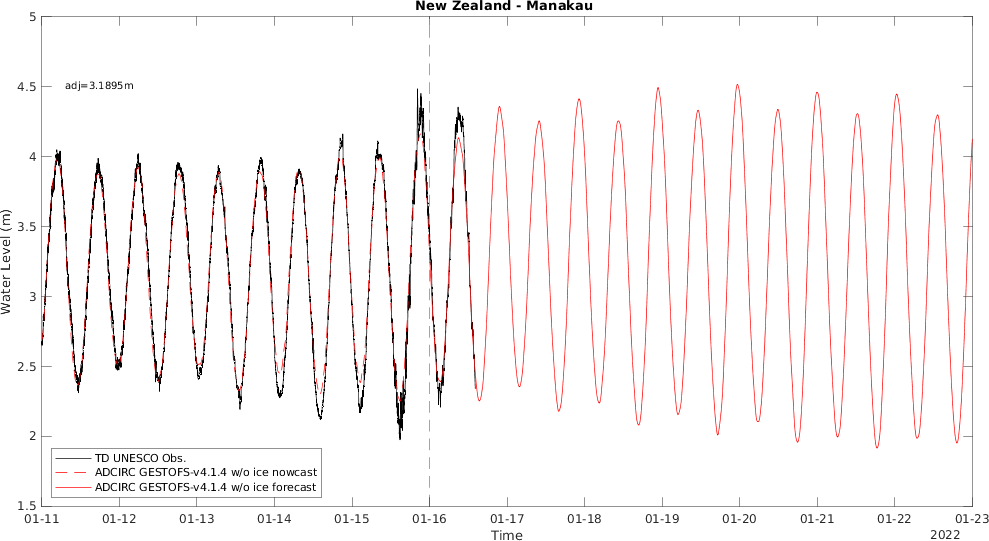 New Zealand - Manakau
adj=3.1895m
5
4.5
4
3.5
3
2.5
2
1.5
Water Level (m)
TD UNESCO Obs.
ADCIRC GESTOFS-v4.1.4 w/o ice nowcast
ADCIRC GESTOFS-v4.1.4 w/o ice forecast
01-11 01-12 01-13 01-14 01-15 01-16 01-17 01-18 01-19 01-20 01-21 01-22 01-23
Time
2022